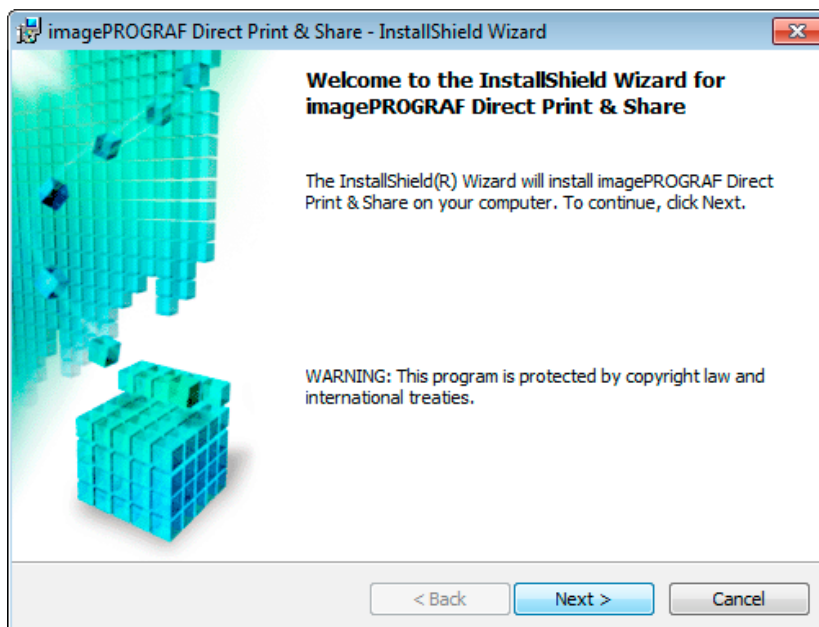 imagePROGRAF Direct Print & Share - InstallShield Wizard
Welcome to the InstallShield Wizard for
imagePROGRAF Direct Print & Share
The InstallShield(R) Wizard will install imagePROGRAF Direct
Print & Share on your computer. To continue, click Next.
WARNING: This program is protected by copyright law and
international treaties.
< Back Next > Cancel